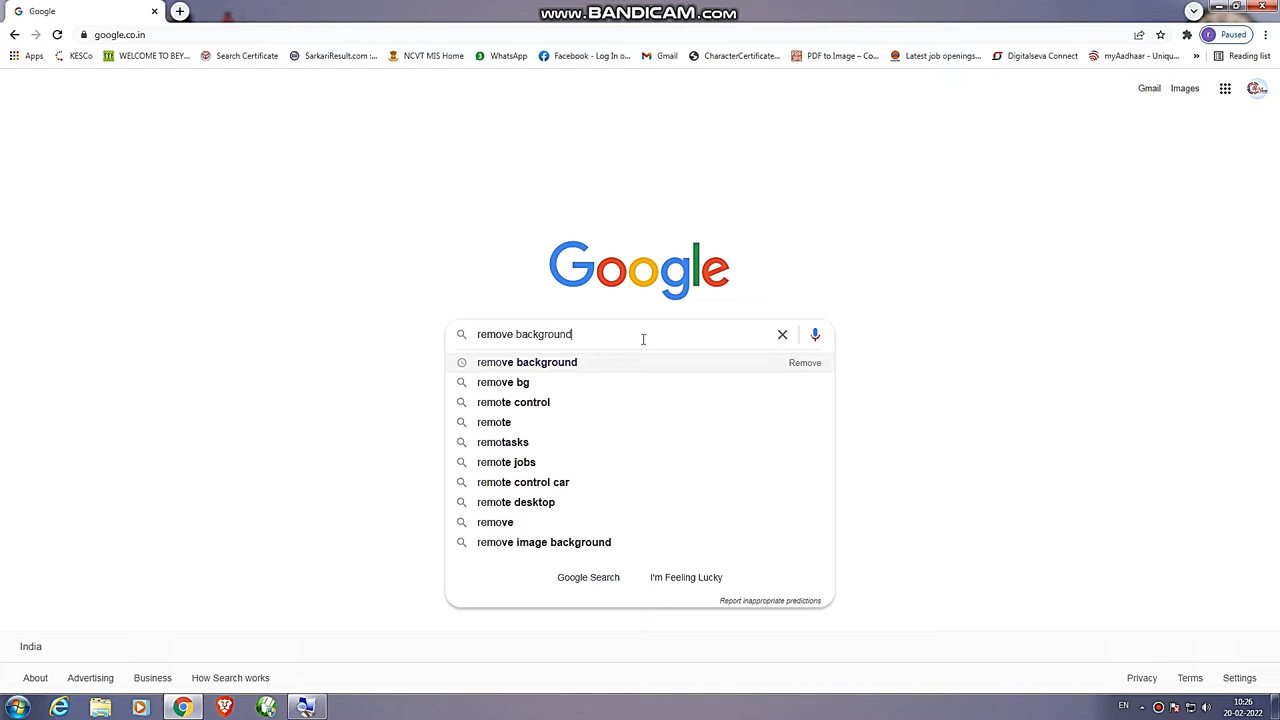 Google
www.BANDICAM.com
google.co.in
Paused
Apps
KESCo
WELCOME TO BEY...
Search Certificate
SarkariResult.com :...
NCVT MIS Home
WhatsApp
Facebook - Log In o...
Gmail
CharacterCertificate...
PDF to Image – Co...
Latest job openings...
Digitalseva Connect
myAadhaar - Uniqu...
Reading list
Gmail
Images
Google
remove background
remove background
Remove
remove bg
remote control
remote
remotasks
remote jobs
remote control car
remote desktop
remove
remove image background
Google Search
I'm Feeling Lucky
Report inappropriate predictions
India
About
Advertising
Business
How Search works
Privacy
Terms
Settings
EN
10:26
20-02-2022